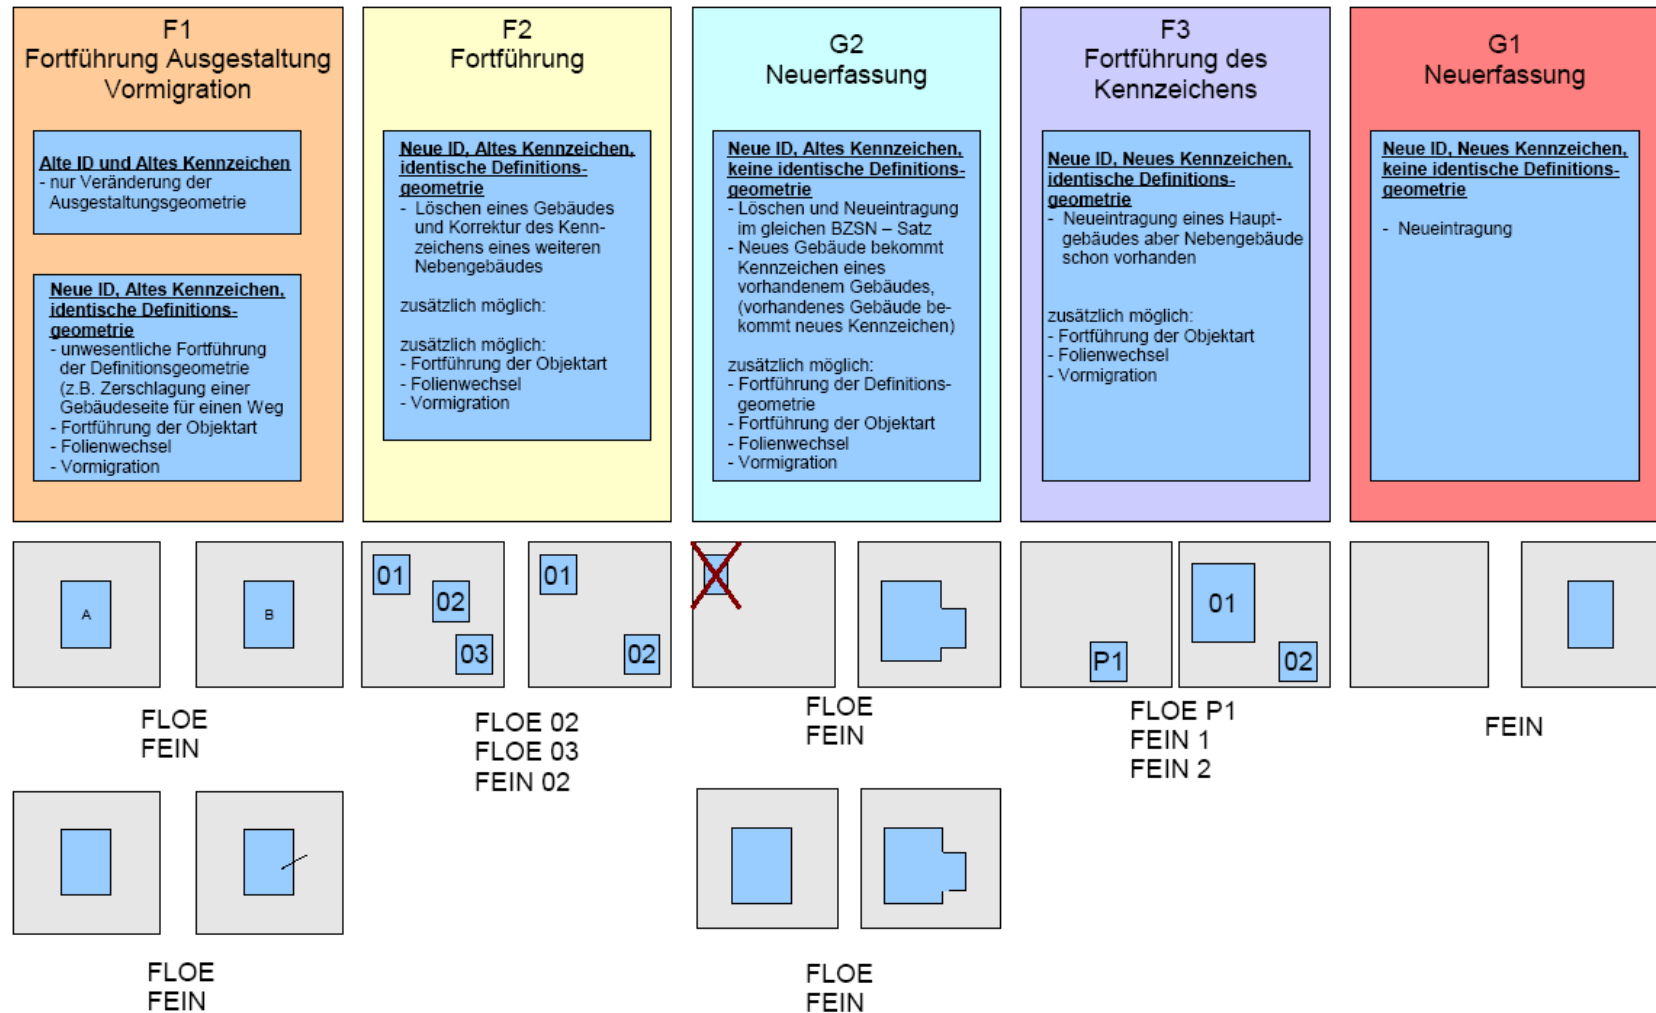 F1
Fortführung Ausgestaltung
Vormigration
Alte ID und Altes Kennzeichen
- nur Veränderung der
Ausgestaltungsgeometrie
Neue ID, Altes Kennzeichen,
identische Definitions-
geometrie
- unwesentliche Fortführung
der Definitionsgeometrie
(z.B. Zerschlagung einer
Gebäudeseite für einen Weg
- Fortführung der Objektart
- Folienwechsel
- Vormigration
F2
Fortführung
Neue ID, Altes Kennzeichen,
identische Definitions-
geometrie
- Löschen eines Gebäudes
und Korrektur des Kenn-
zeichens eines weiteren
Nebengebäudes
zusätzlich möglich:
zusätzlich möglich:
- Fortführung der Objektart
- Folienwechsel
- Vormigration
G2
Neuerfassung
Neue ID, Altes Kennzeichen,
keine identische Definitions-
geometrie
- Löschen und Neueintragung
im gleichen BZSN – Satz
- Neues Gebäude bekommt
Kennzeichen eines
vorhandenem Gebäudes,
(vorhandenes Gebäude be-
kommt neues Kennzeichen)
zusätzlich möglich:
- Fortführung der Definitions-
geometrie
- Fortführung der Objektart
- Folienwechsel
- Vormigration
F3
Fortführung des
Kennzeichens
Neue ID, Neues Kennzeichen,
identische Definitions-
geometrie
- Neueintragung eines Haupt-
gebäudes aber Nebengebäude
schon vorhanden
zusätzlich möglich:
- Fortführung der Objektart
- Folienwechsel
- Vormigration
G1
Neuerfassung
Neue ID, Neues Kennzeichen,
keine identische Definitions-
geometrie
- Neueintragung
A
B
FLOE
FEIN
01
02
03
01
02
FLOE 02
FLOE 03
FEIN 02
FLOE
FEIN
P1
01
02
FLOE P1
FEIN 1
FEIN 2
FEIN
FLOE
FEIN
FLOE
FEIN